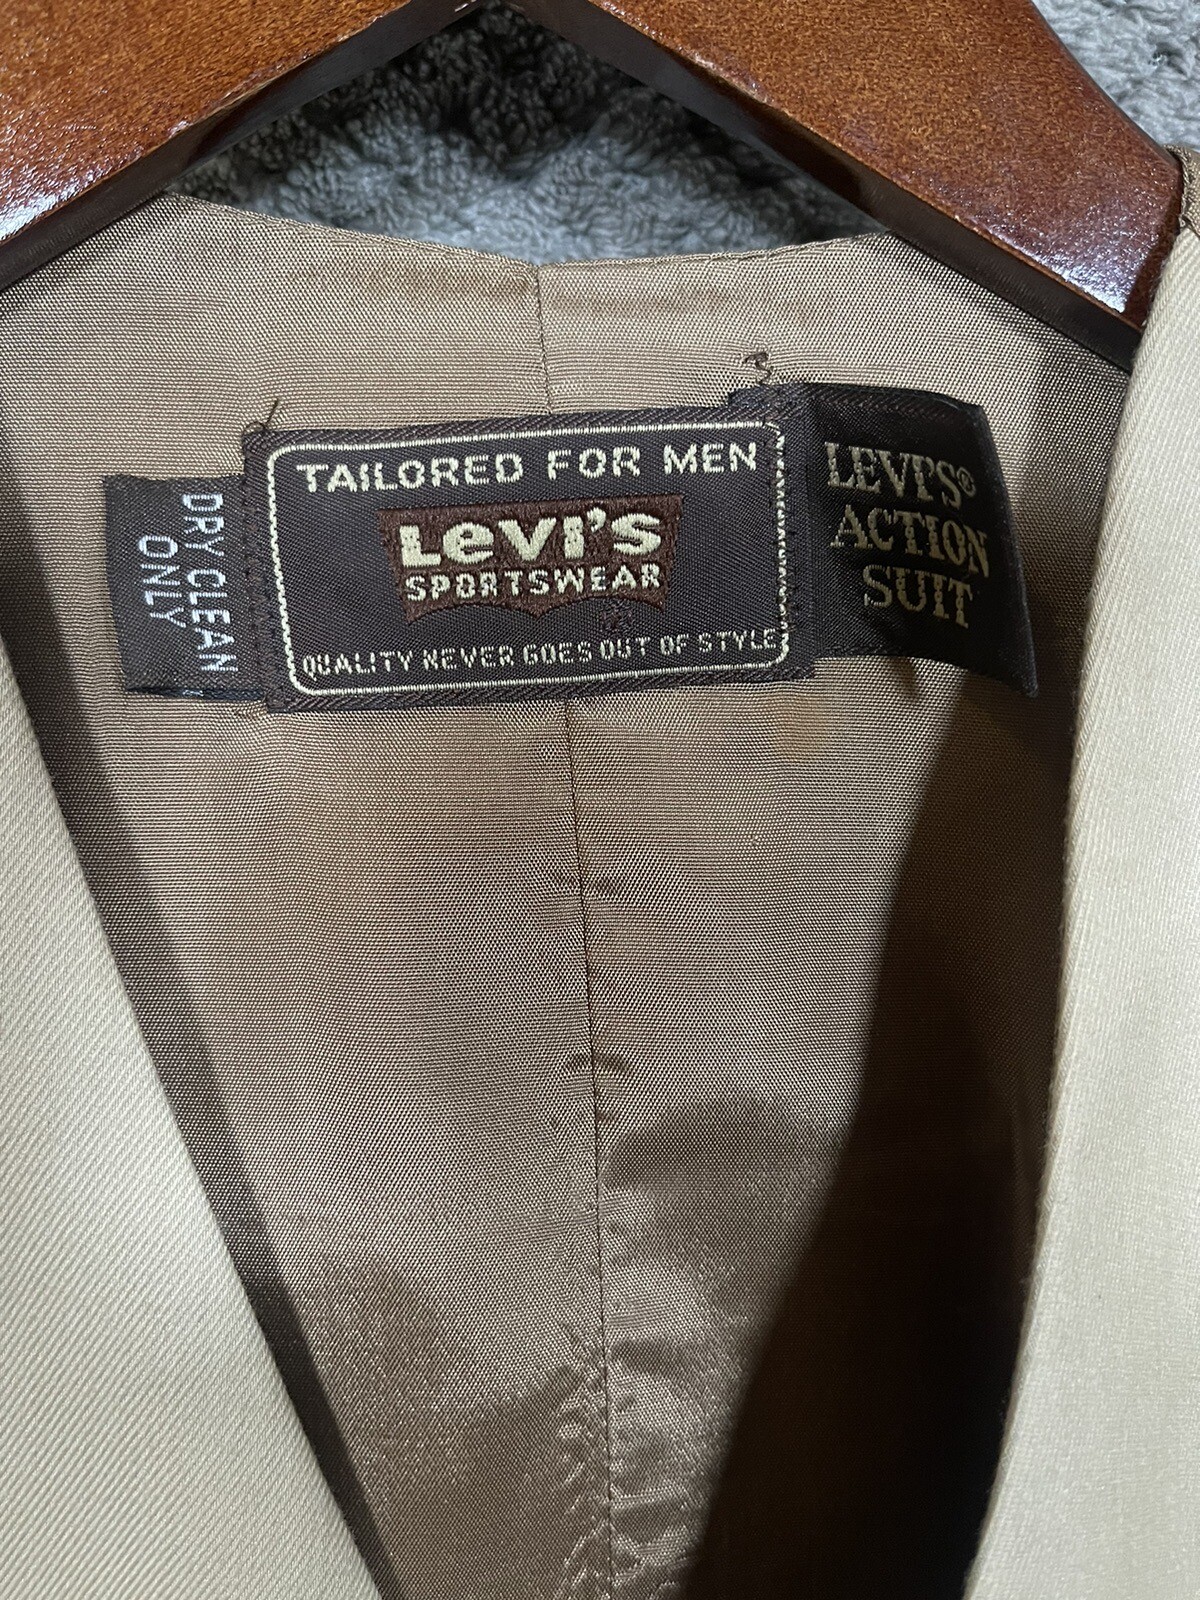 TAILORED FOR MEN
Levi's
SPORTSWEAR
QUALITY NEVER GOES OUT OF STYLE
DRY CLEAN
ONLY
LEVI'S®
ACTION
SUIT